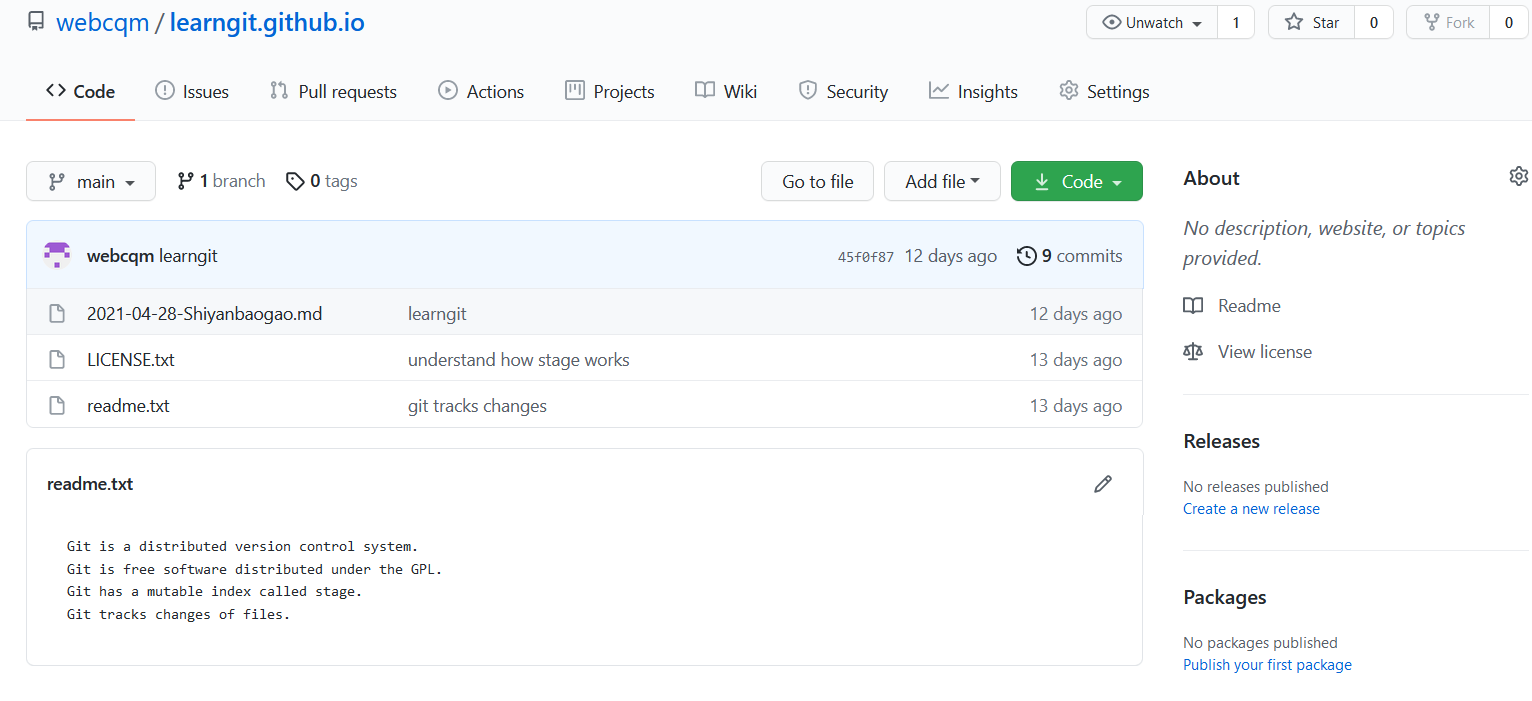 webcqm / learngit.github.io Unwatch 1 Star 0 Fork 0
Code Issues Pull requests Actions Projects Wiki Security Insights Settings
main 1 branch 0 tags Go to file Add file Code
webcqm learngit 45f0f87 12 days ago 9 commits
2021-04-28-Shiyanbaogao.md learngit 12 days ago
LICENSE.txt understand how stage works 13 days ago
readme.txt git tracks changes 13 days ago
readme.txt
Git is a distributed version control system.
Git is free software distributed under the GPL.
Git has a mutable index called stage.
Git tracks changes of files.
About
No description, website, or topics
provided.
Readme
View license
Releases
No releases published
Create a new release
Packages
No packages published
Publish your first package